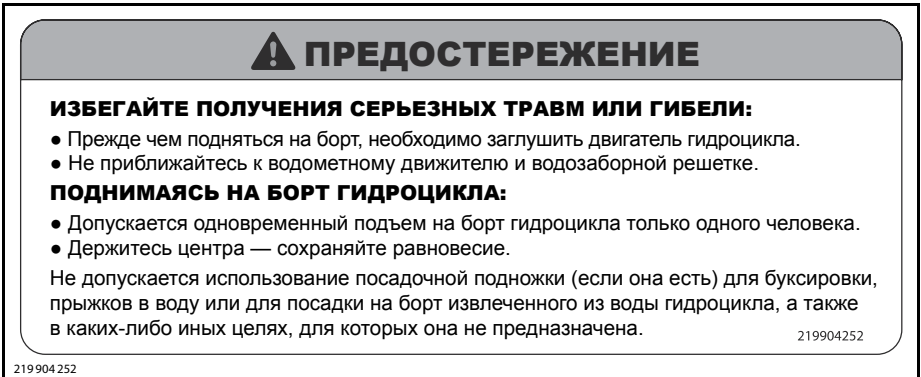 ПРЕДОСТЕРЕЖЕНИЕ
ИЗБЕГАЙТЕ ПОЛУЧЕНИЯ СЕРЬЕЗНЫХ ТРАВМ ИЛИ ГИБЕЛИ:
● Прежде чем подняться на борт, необходимо заглушить двигатель гидроцикла.
● Не приближайтесь к водометному движителю и водозаборной решетке.
ПОДНИМАЯСЬ НА БОРТ ГИДРОЦИКЛА:
● Допускается одновременный подъем на борт гидроцикла только одного человека.
● Держитесь центра — сохраняйте равновесие.
Не допускается использование посадочной подножки (если она есть) для буксировки,
прыжков в воду или для посадки на борт извлеченного из воды гидроцикла, а также
в каких-либо иных целях, для которых она не предназначена.
219904252
219904252